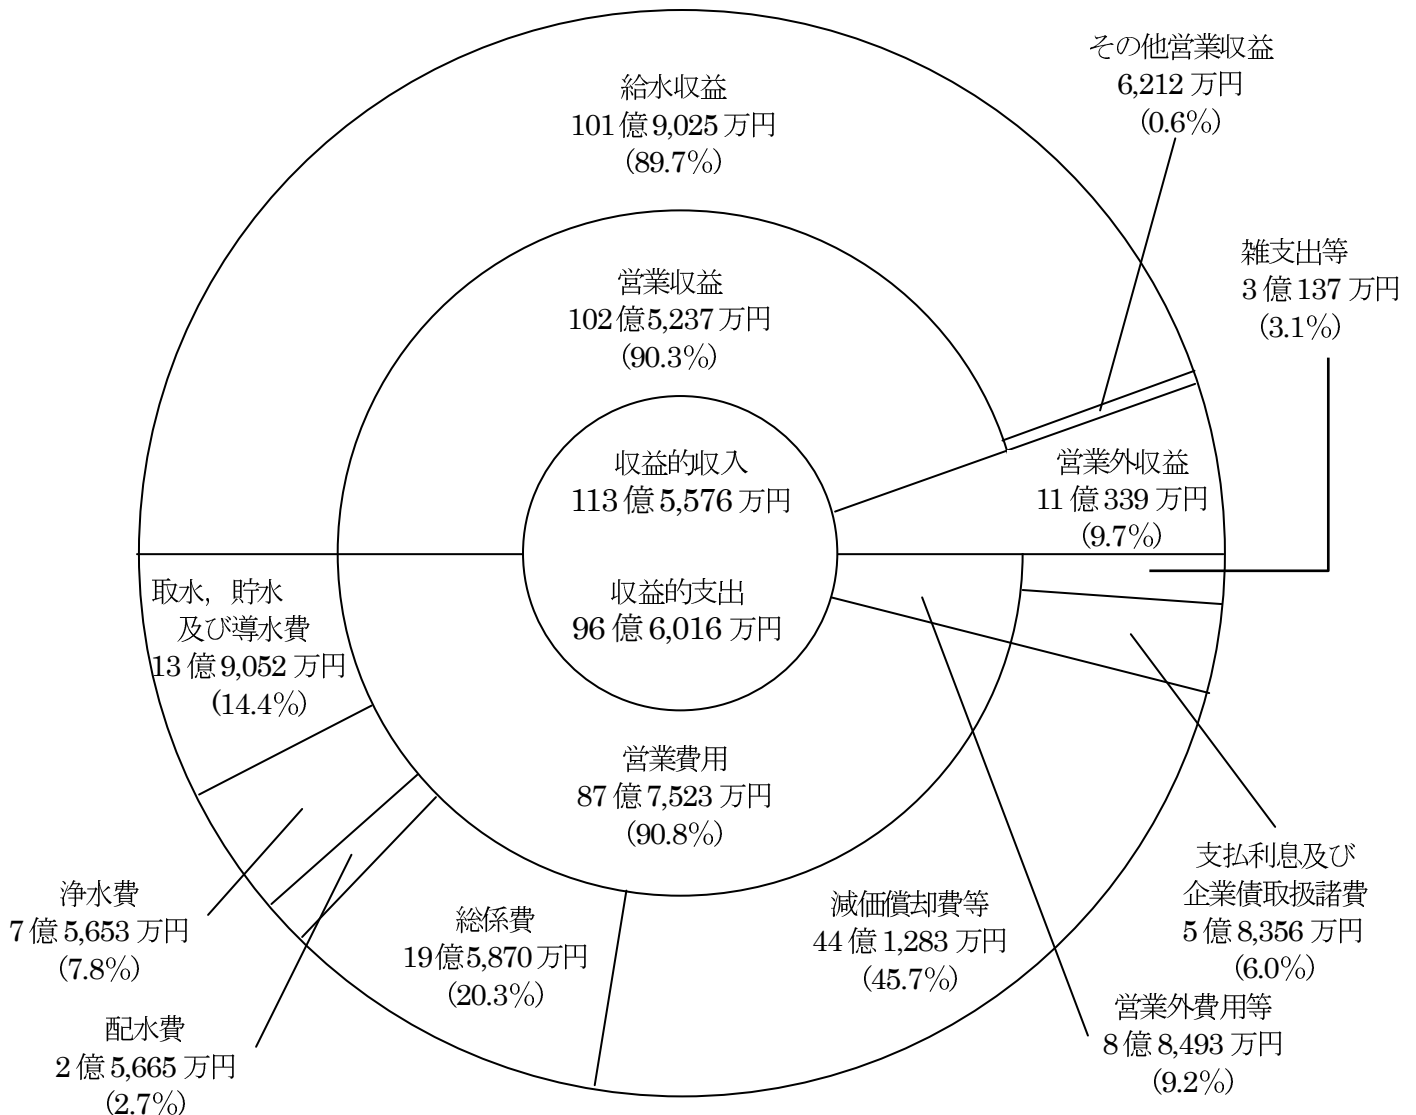 その他営業収益
6,212 万円
(0.6%)
給水収益
101 億 9,025 万円
(89.7%)
雑支出等
3 億 137 万円
(3.1%)
営業収益
102 億 5,237 万円
(90.3%)
営業外収益
11 億 339 万円
(9.7%)
収益的収入
113 億 5,576 万円
収益的支出
96 億 6,016 万円
取水，貯水
及び導水費
13 億 9,052 万円
(14.4%)
営業費用
87 億 7,523 万円
(90.8%)
浄水費
7 億 5,653 万円
(7.8%)
配水費
2 億 5,665 万円
(2.7%)
総係費
19 億 5,870 万円
(20.3%)
減価償却費等
44 億 1,283 万円
(45.7%)
支払利息及び
企業債取扱諸費
5 億 8,356 万円
(6.0%)
営業外費用等
8 億 8,493 万円
(9.2%)